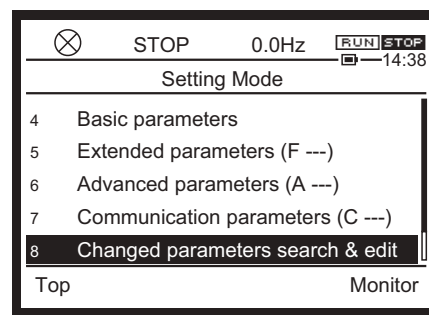 STOP 0.0Hz RUN STOP
14:38
Setting Mode
4 Basic parameters
5 Extended parameters (F ---)
6 Advanced parameters (A ---)
7 Communication parameters (C ---)
8 Changed parameters search & edit
Top Monitor